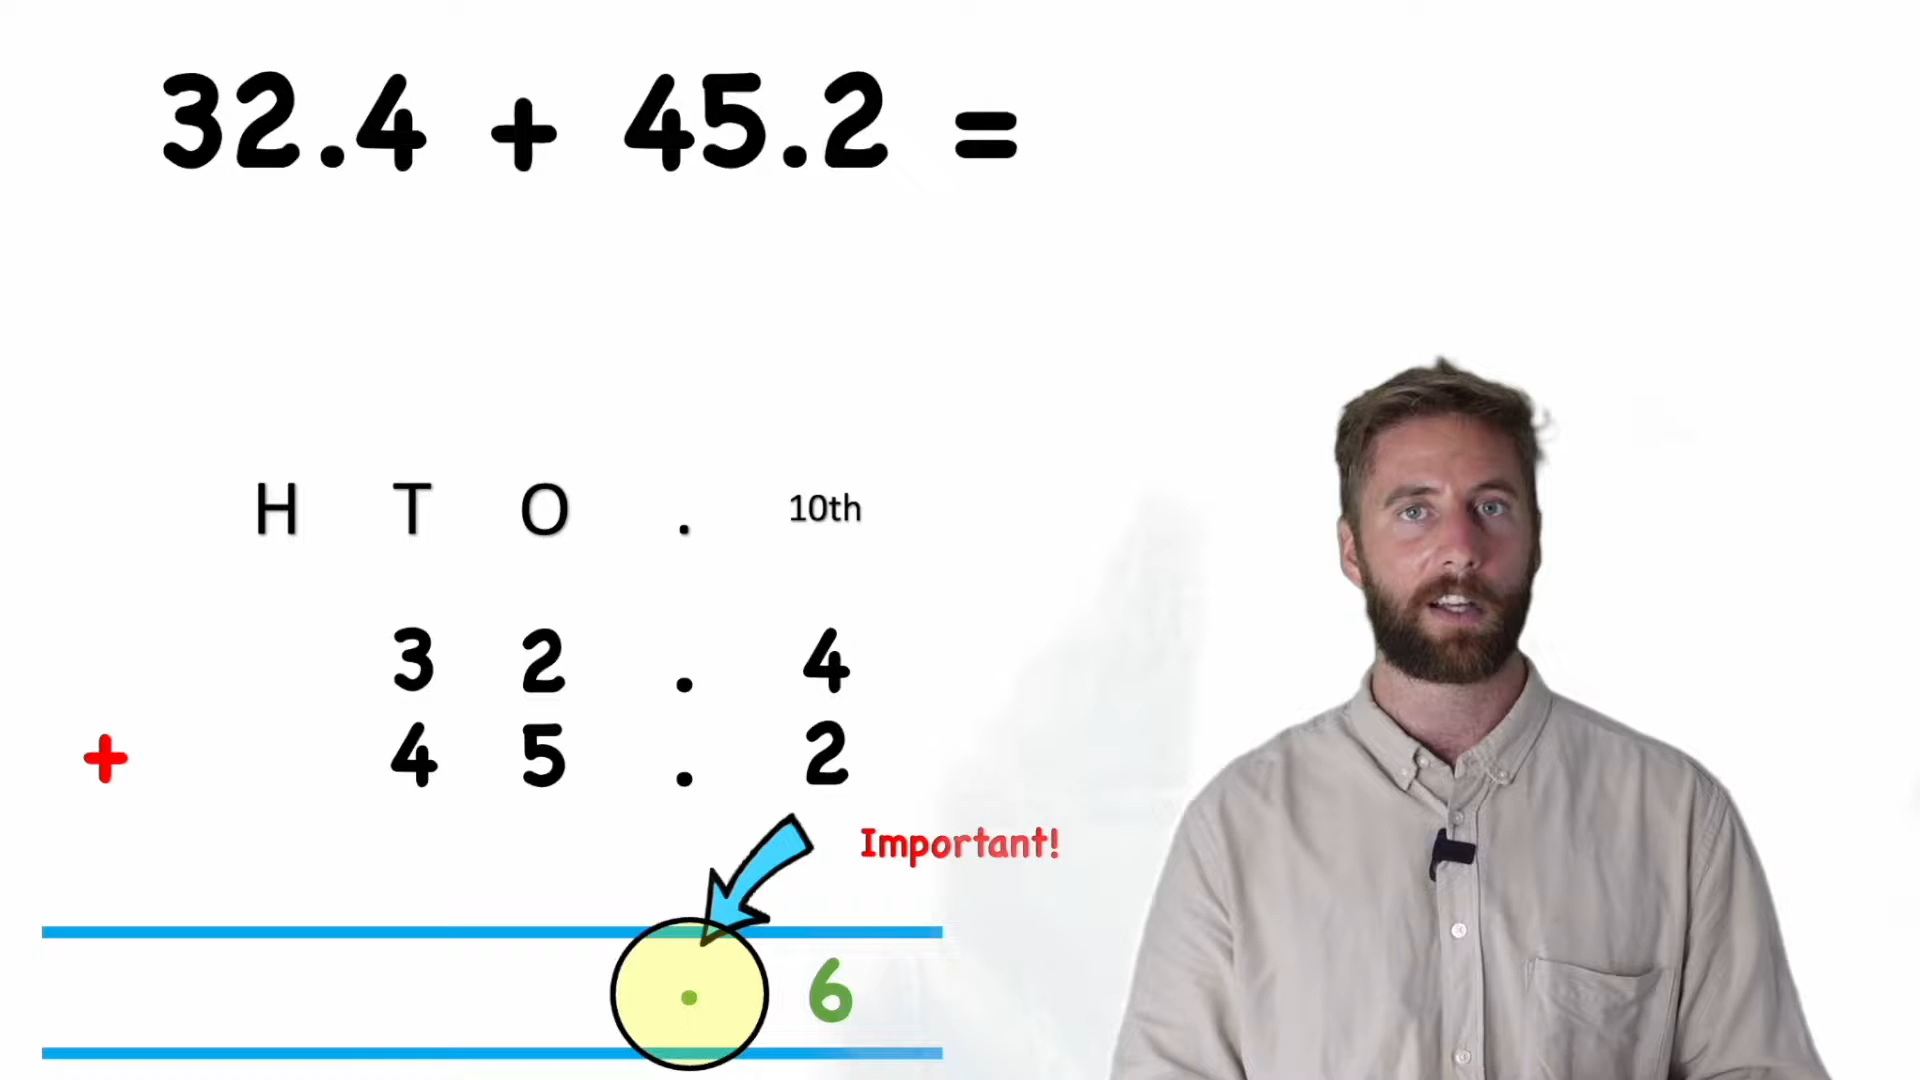 32.4 + 45.2 =
H T O . 10th
3 2 . 4
+ 4 5 . 2
Important!
. 6